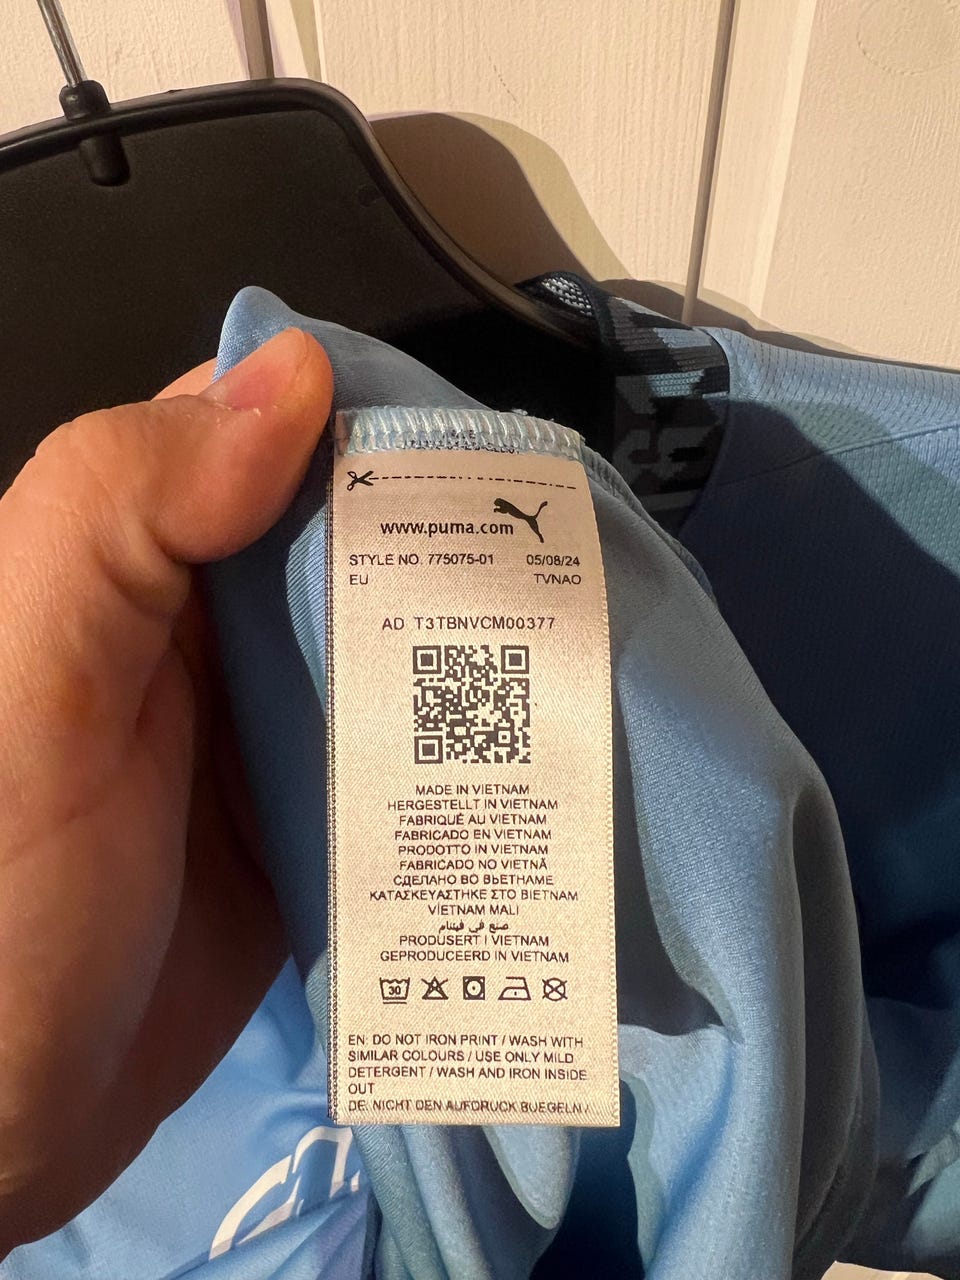 www.puma.com
STYLE NO. 775075-01 05/08/24
EU TVNAO
AD T3TBNVCM00377
MADE IN VIETNAM
HERGESTELLT IN VIETNAM
FABRIQUÉ AU VIETNAM
FABRICADO EN VIETNAM
PRODOTTO IN VIETNAM
FABRICADO NO VIETNÃ
СДЕЛАНО ВО ВЬЕТНАМЕ
ΚΑΤΑΣΚΕΥΑΣΤΗΚΕ ΣΤΟ ΒΙΕΤΝΑΜ
VİETNAM MALI
صنع في فيتنام
PRODUSERT I VIETNAM
GEPRODUCEERD IN VIETNAM
30
EN: DO NOT IRON PRINT / WASH WITH
SIMILAR COLOURS / USE ONLY MILD
DETERGENT / WASH AND IRON INSIDE
OUT
DE: NICHT DEN AUFDRUCK BUEGELN /